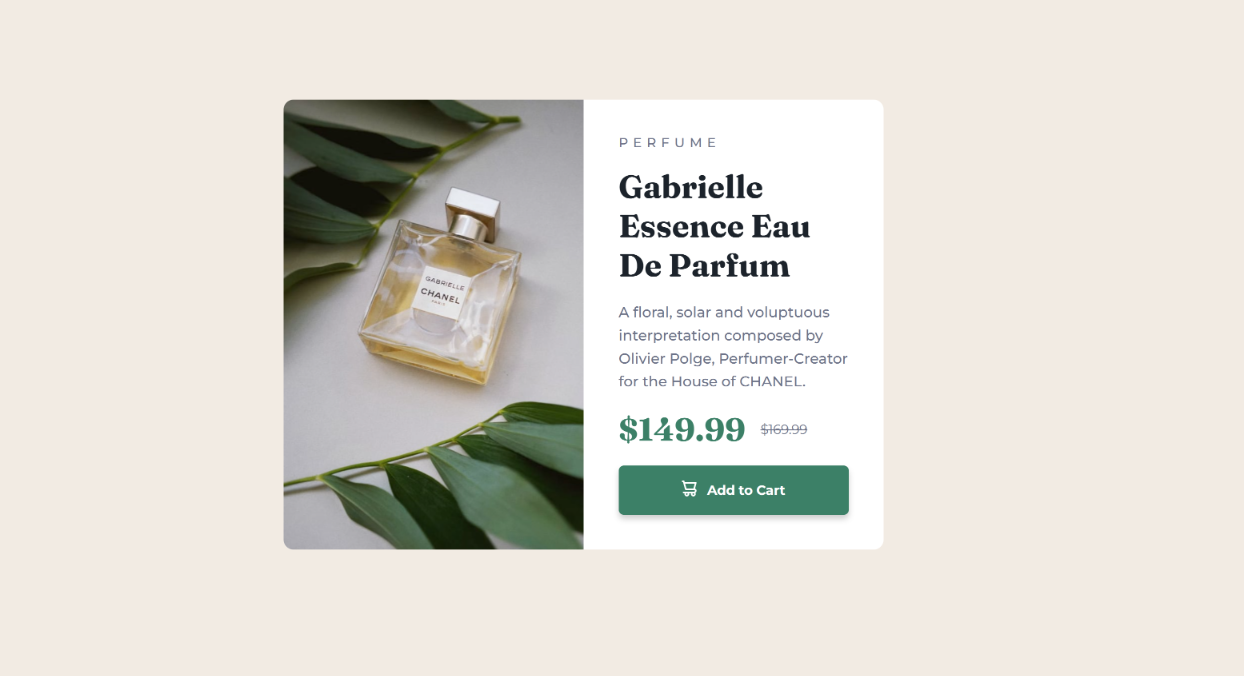 GABRIELLE
CHANEL
PARIS
PERFUME
Gabrielle
Essence Eau
De Parfum
A floral, solar and voluptuous
interpretation composed by
Olivier Polge, Perfumer-Creator
for the House of CHANEL.
$149.99 $169.99
Add to Cart